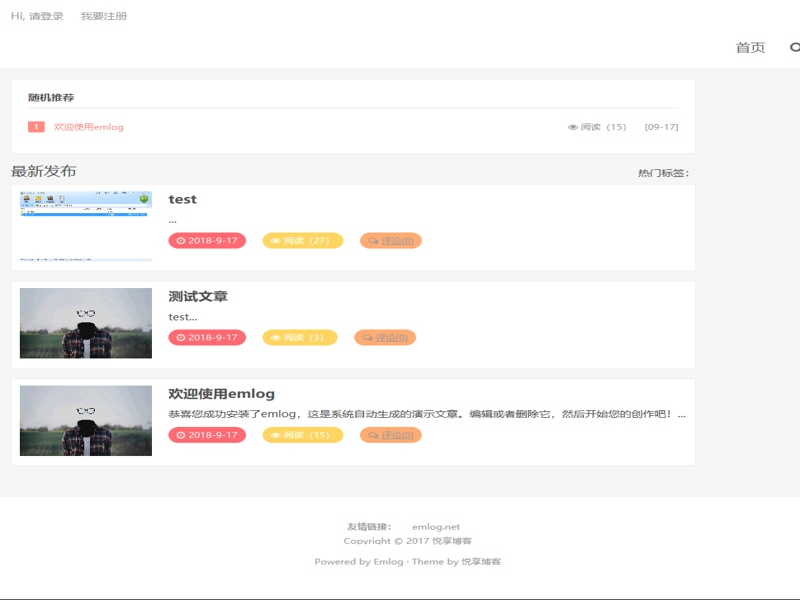 Hi, 请登录 我要注册
首页
随机推荐
1 欢迎使用emlog 阅读（15） [09-17]
最新发布 热门标签：
test
...
2018-9-17 阅读（27） 评论(0)
测试文章
test...
2018-9-17 阅读（3） 评论(0)
欢迎使用emlog
恭喜您成功安装了emlog，这是系统自动生成的演示文章。编辑或者删除它，然后开始您的创作吧！...
2018-9-17 阅读（15） 评论(0)
友情链接： emlog.net
Copyright © 2017 悦享博客
Powered by Emlog · Theme by 悦享博客